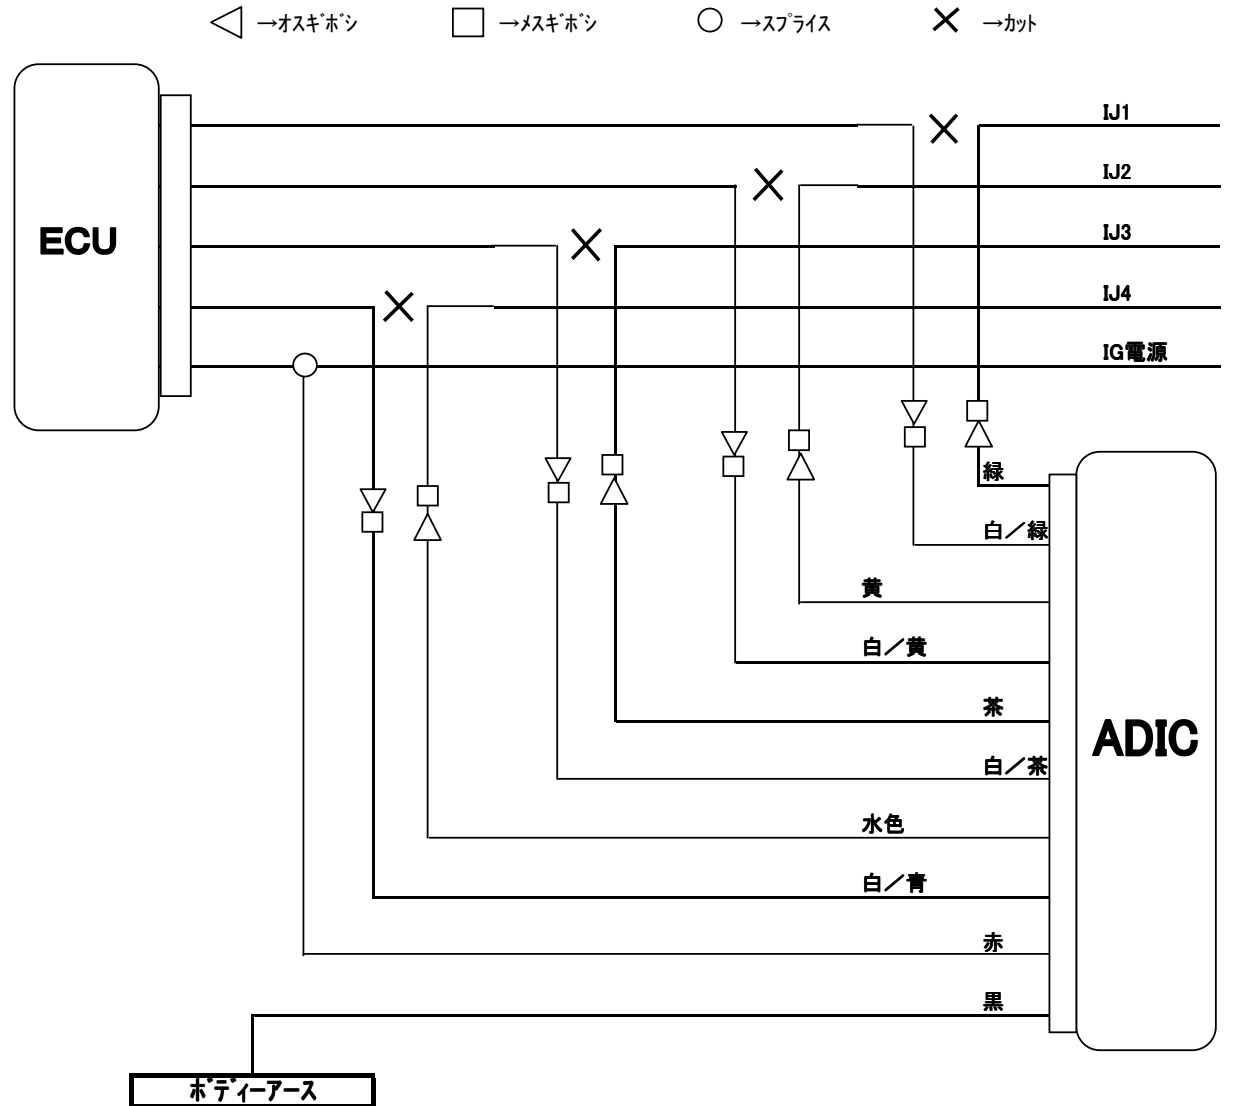 →オスギボシ
→メスギボシ
→スプライス
→カット
IJ1
IJ2
IJ3
IJ4
IG電源
ECU
緑
白／緑
黄
白／黄
茶
白／茶
水色
白／青
赤
黒
ADIC
ボディーアース